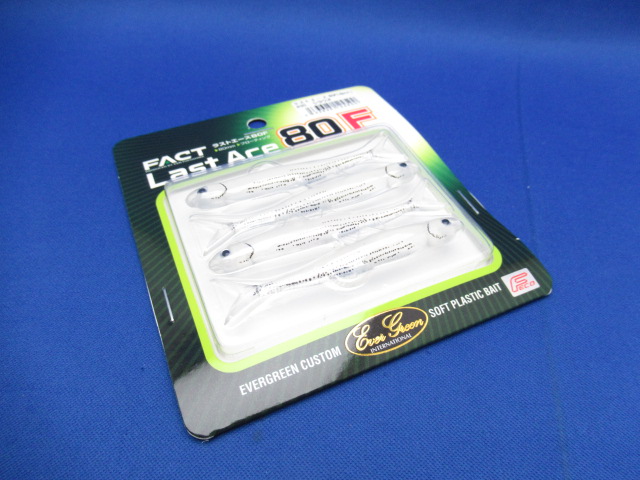 FACT
ラストエース80F
Last Ace 80 F
Ever Green
INTERNATIONAL
EVERGREEN CUSTOM
SOFT PLASTIC BAIT